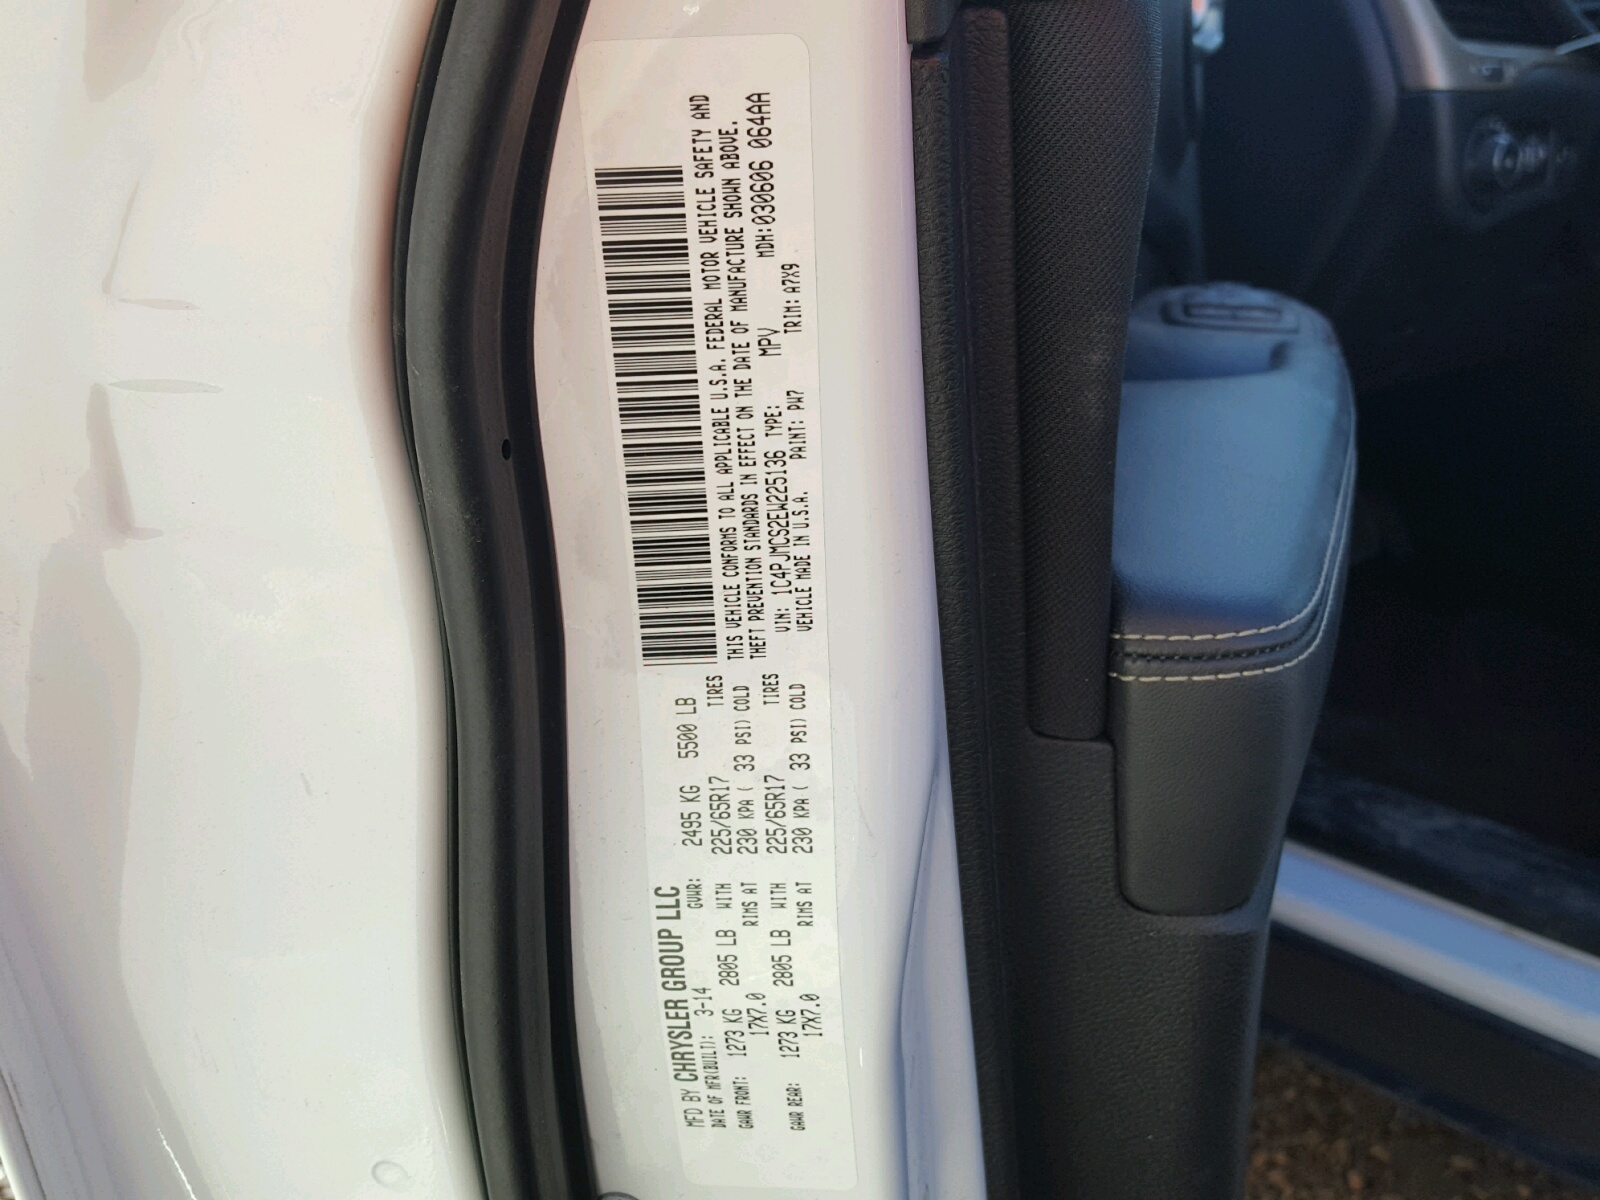 MFD BY CHRYSLER GROUP LLC
DATE OF MFR(BUILT): 3-14 GVWR: 2495 KG 5500 LB
GAWR FRONT: 1273 KG 2805 LB WITH 225/65R17 TIRES
17X7.0 RIMS AT 230 KPA ( 33 PSI) COLD
GAWR REAR: 1273 KG 2805 LB WITH 225/65R17 TIRES
17X7.0 RIMS AT 230 KPA ( 33 PSI) COLD
THIS VEHICLE CONFORMS TO ALL APPLICABLE U.S.A. FEDERAL MOTOR VEHICLE SAFETY AND
THEFT PREVENTION STANDARDS IN EFFECT ON THE DATE OF MANUFACTURE SHOWN ABOVE.
VIN: 1C4PJMCS2EW225136 TYPE: MPV MDH:030606 064AA
VEHICLE MADE IN U.S.A. PAINT: PW7 TRIM: A7X9